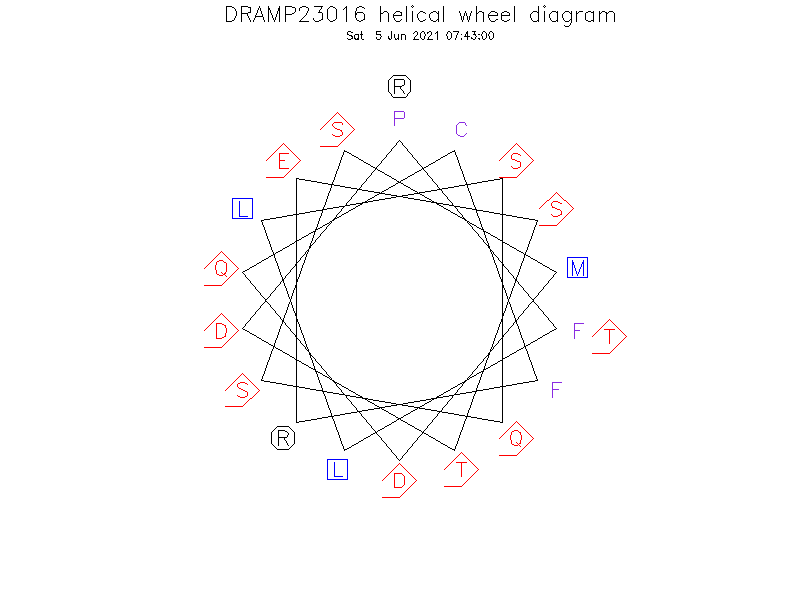 DRAMP23016 helical wheel diagram
Sat 5 Jun 2021 07:43:00
R
S P C
E S
L S
Q M
D F T
S F
R Q
L D T